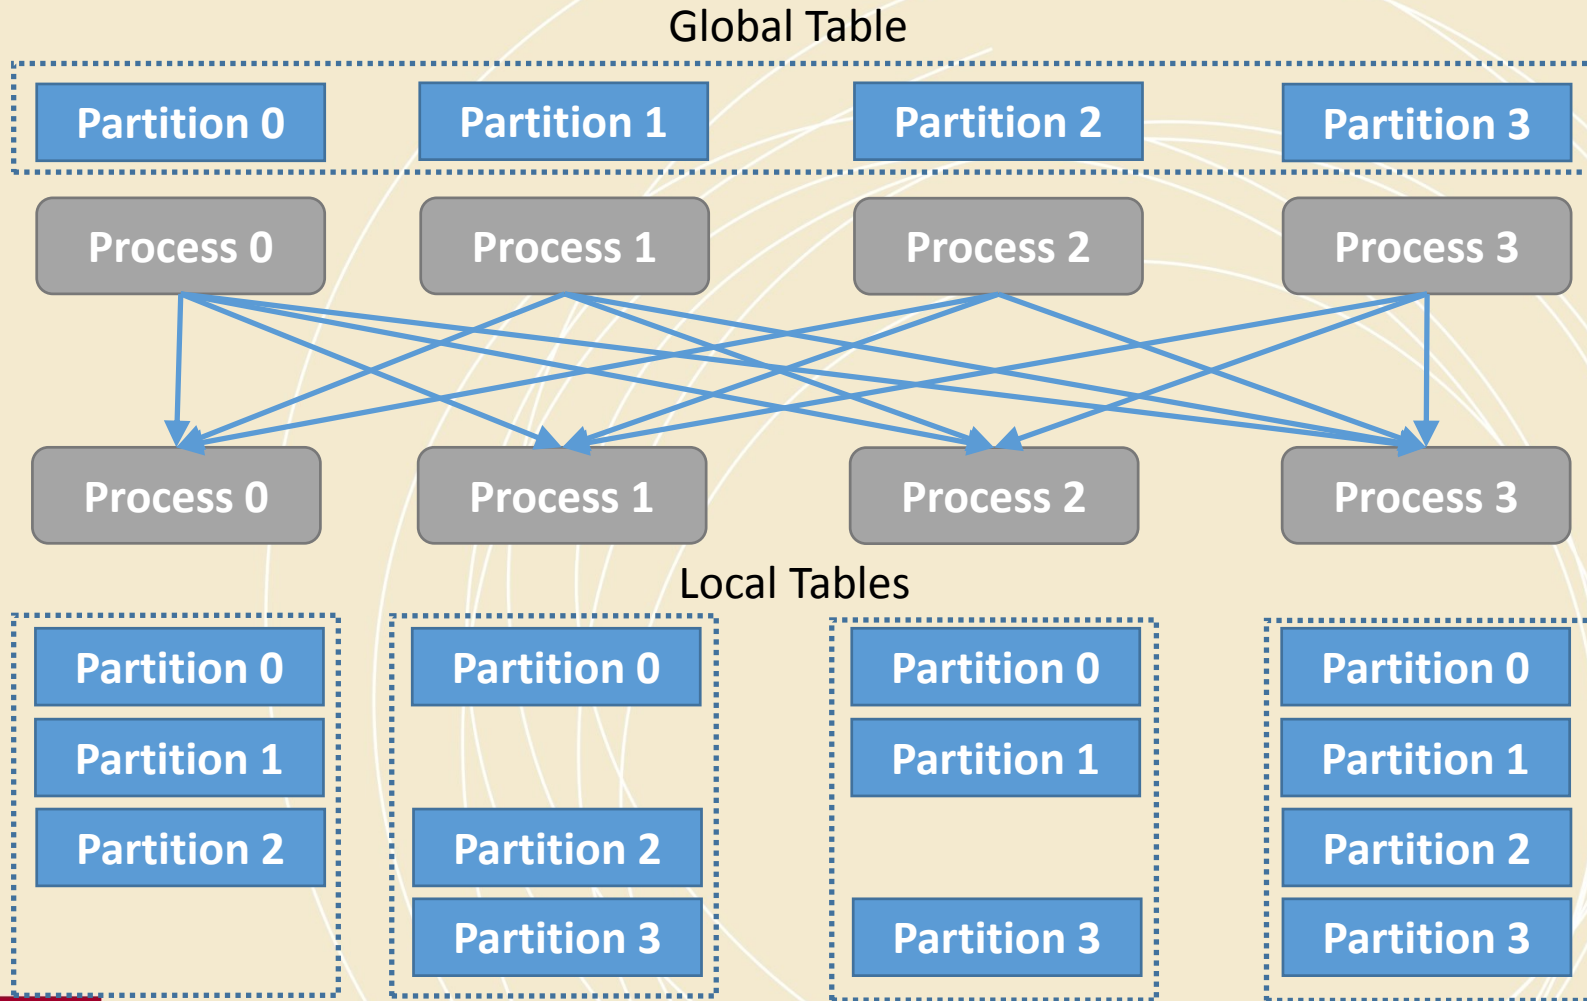 Global Table
Partition 0
Partition 1
Partition 2
Partition 3
Process 0
Process 1
Process 2
Process 3
Process 0
Process 1
Process 2
Process 3
Local Tables
Partition 0
Partition 1
Partition 2
Partition 0
Partition 2
Partition 3
Partition 0
Partition 1
Partition 3
Partition 0
Partition 1
Partition 2
Partition 3